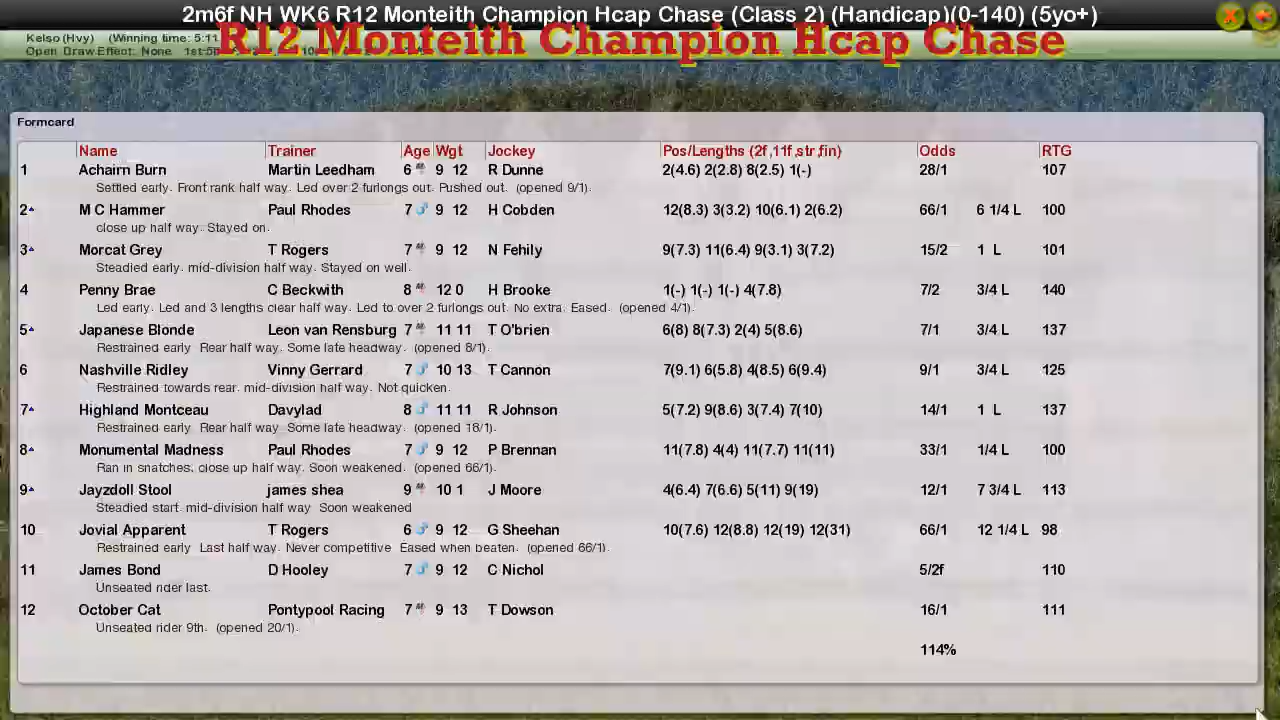 2m6f NH WK6 R12 Monteith Champion Hcap Chase (Class 2) (Handicap)(0-140) (5yo+)
R12 Monteith Champion Hcap Chase
Kelso (Hvy) (Winning time: 5:11
Open Draw Effect: None 1st:5
Formcard
Name Trainer Age Wgt Jockey Pos/Lengths (2f,11f,str,fin) Odds RTG
1 Achairn Burn Martin Leedham 6 9 12 R Dunne 2(4.6) 2(2.8) 8(2.5) 1(-) 28/1 107
Settled early. Front rank half way. Led over 2 furlongs out. Pushed out. (opened 9/1).
2 M C Hammer Paul Rhodes 7 9 12 H Cobden 12(8.3) 3(3.2) 10(6.1) 2(6.2) 66/1 6 1/4 L 100
close up half way. Stayed on.
3 Morcat Grey T Rogers 7 9 12 N Fehily 9(7.3) 11(6.4) 9(3.1) 3(7.2) 15/2 1 L 101
Steadied early. mid-division half way. Stayed on well.
4 Penny Brae C Beckwith 8 12 0 H Brooke 1(-) 1(-) 1(-) 4(7.8) 7/2 3/4 L 140
Led early. Led and 3 lengths clear half way. Led to over 2 furlongs out. No extra. Eased. (opened 4/1).
5 Japanese Blonde Leon van Rensburg 7 11 11 T O'brien 6(8) 8(7.3) 2(4) 5(8.6) 7/1 3/4 L 137
Restrained early Rear half way. Some late headway. (opened 8/1).
6 Nashville Ridley Vinny Gerrard 7 10 13 T Cannon 7(9.1) 6(5.8) 4(8.5) 6(9.4) 9/1 3/4 L 125
Restrained towards rear. mid-division half way. Not quicken.
7 Highland Montceau Davylad 8 11 11 R Johnson 5(7.2) 9(8.6) 3(7.4) 7(10) 14/1 1 L 137
Restrained early. Rear half way. Some late headway. (opened 18/1).
8 Monumental Madness Paul Rhodes 7 9 12 P Brennan 11(7.8) 4(4) 11(7.7) 11(11) 33/1 1/4 L 100
Ran in snatches. close up half way. Soon weakened. (opened 66/1).
9 Jayzdoll Stool james shea 9 10 1 J Moore 4(6.4) 7(6.6) 5(11) 9(19) 12/1 7 3/4 L 113
Steadied start. mid-division half way Soon weakened
10 Jovial Apparent T Rogers 6 9 12 G Sheehan 10(7.6) 12(8.8) 12(19) 12(31) 66/1 12 1/4 L 98
Restrained early Last half way. Never competitive Eased when beaten. (opened 66/1).
11 James Bond D Hooley 7 9 12 C Nichol 5/2f 110
Unseated rider last.
12 October Cat Pontypool Racing 7 9 13 T Dowson 16/1 111
Unseated rider 9th. (opened 20/1).
114%